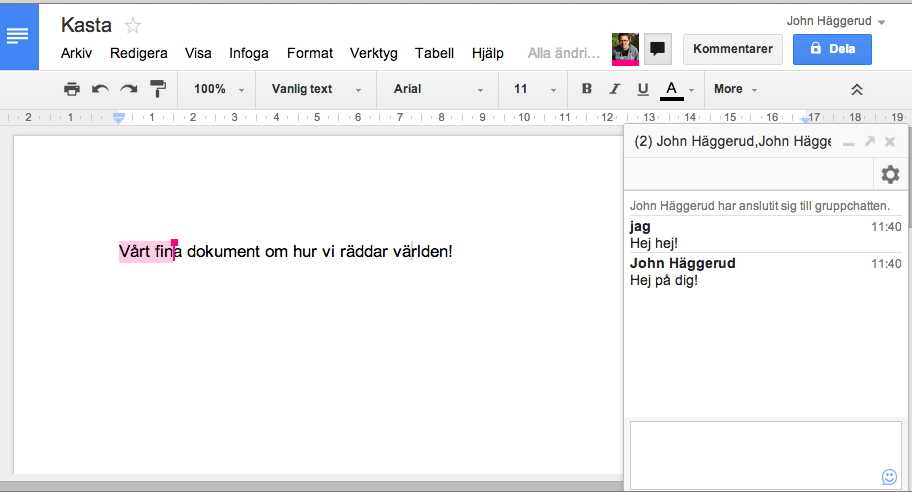 Kasta
John Häggerud
Arkiv Redigera Visa Infoga Format Verktyg Tabell Hjälp Alla ändri…
Kommentarer
Dela
100% Vanlig text Arial 11 B I U A More
2 1 1 2 3 4 5 6 7 8 9 10 11 12 13 14 15 16 17 18 19
(2) John Häggerud,John Hägge
John Häggerud har anslutit sig till gruppchatten.
jag 11:40
Hej hej!
John Häggerud 11:40
Hej på dig!
Vårt fina dokument om hur vi räddar världen!